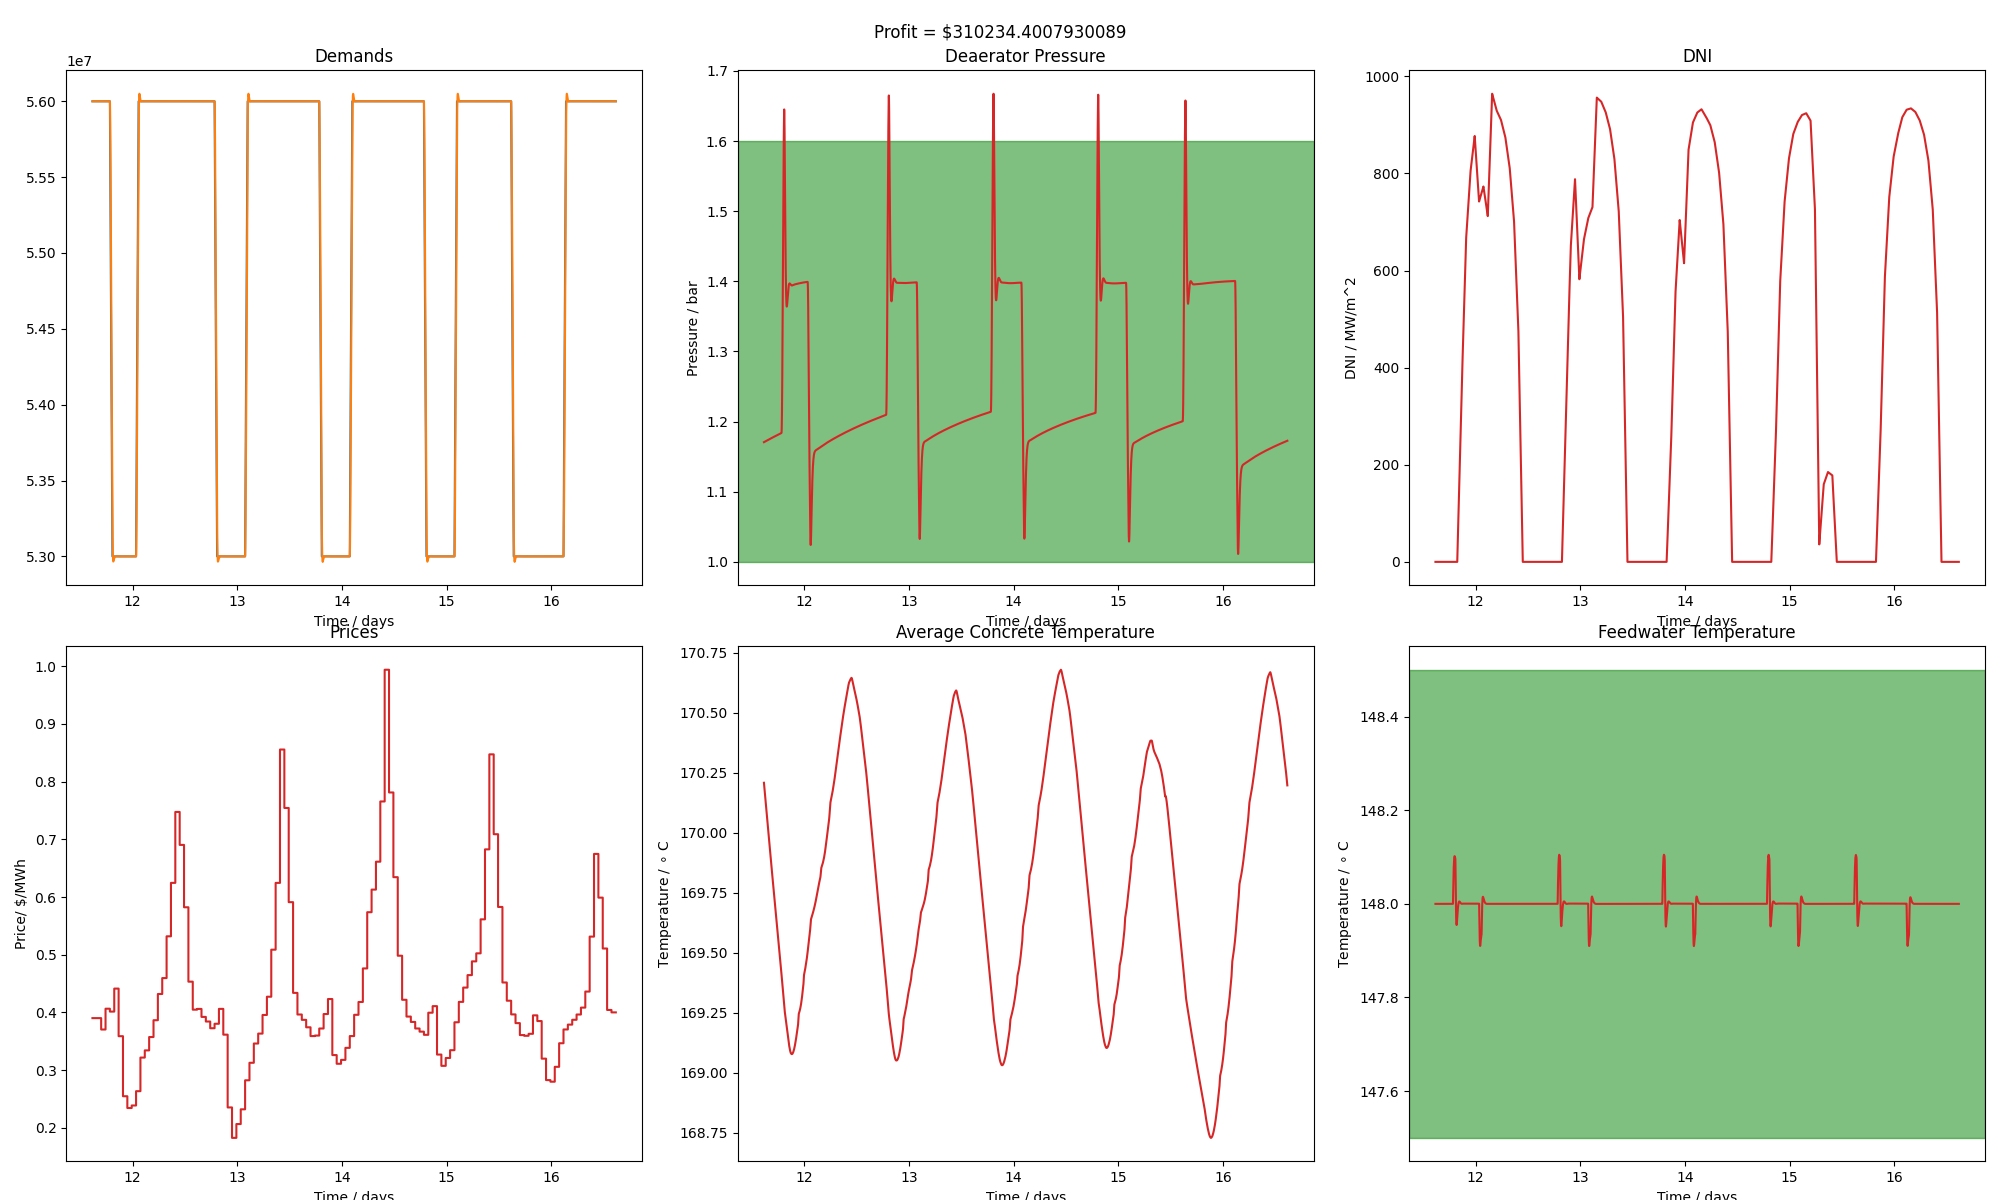 Profit = $310234.4007930089
Demands
1e7
5.60
5.55
5.50
5.45
5.40
5.35
5.30
12 13 14 15 16
Time / days
Deaerator Pressure
Pressure / bar
1.7
1.6
1.5
1.4
1.3
1.2
1.1
1.0
12 13 14 15 16
Time / days
DNI
DNI / MW/m^2
1000
800
600
400
200
0
12 13 14 15 16
Time / days
Prices
Price/ $/MWh
1.0
0.9
0.8
0.7
0.6
0.5
0.4
0.3
0.2
12 13 14 15 16
Time / days
Average Concrete Temperature
Temperature / ∘ C
170.75
170.50
170.25
170.00
169.75
169.50
169.25
169.00
168.75
12 13 14 15 16
Time / days
Feedwater Temperature
Temperature / ∘ C
148.4
148.2
148.0
147.8
147.6
12 13 14 15 16
Time / days